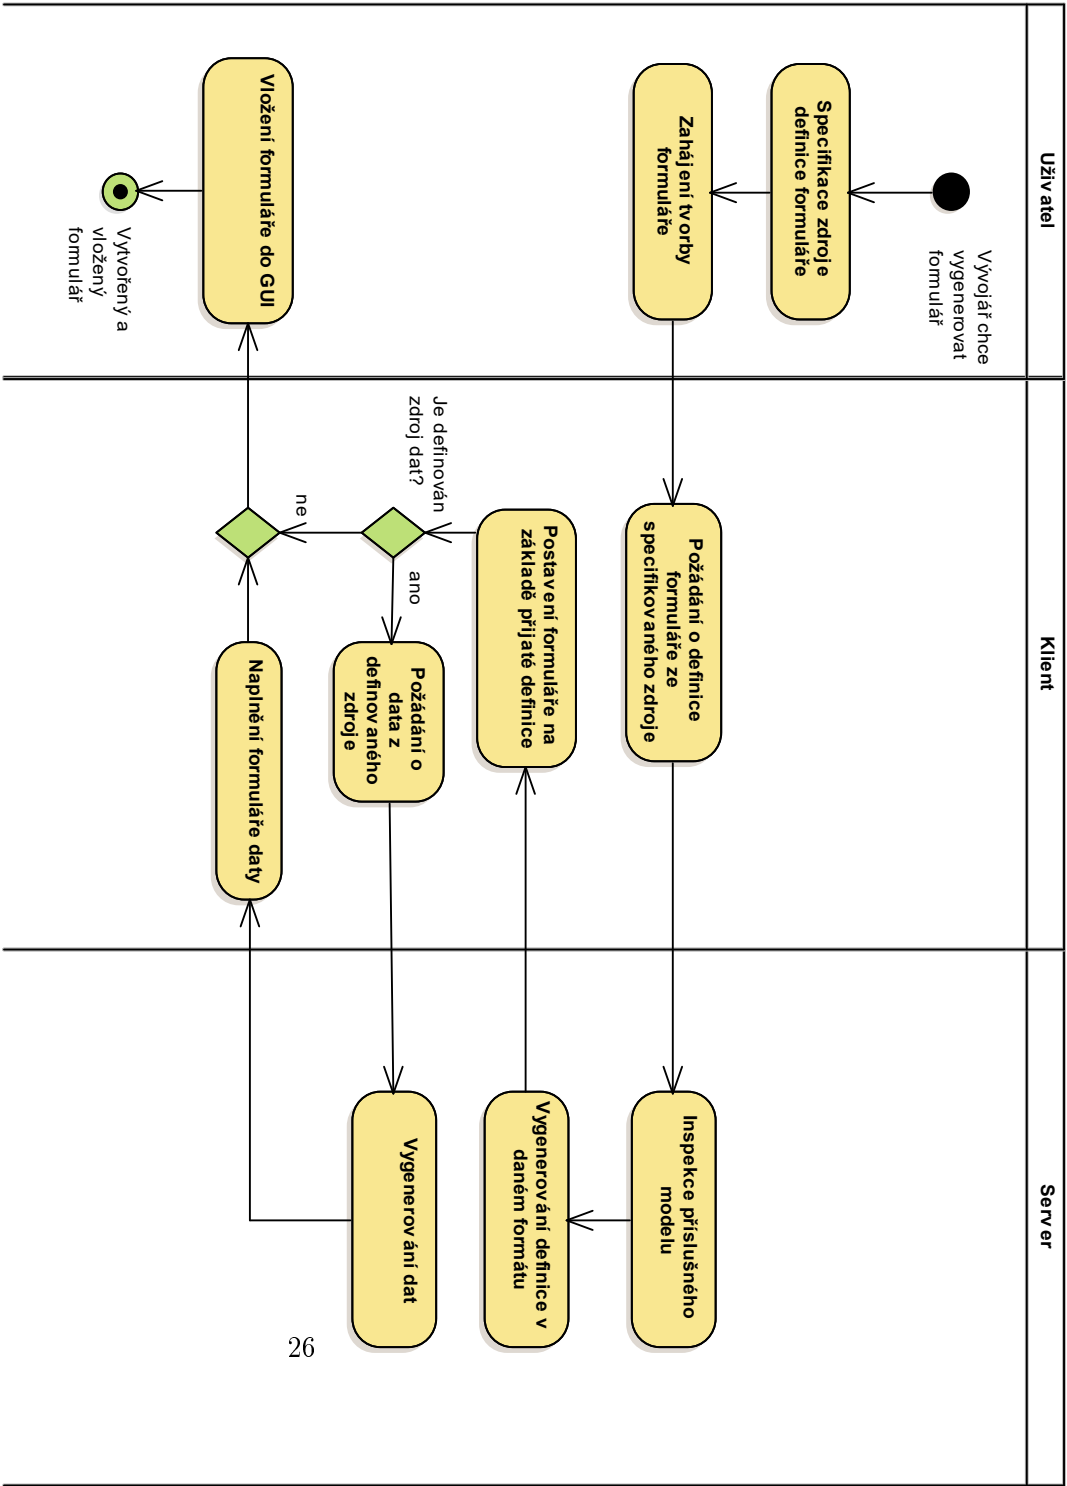 Uživatel
Klient
Server
Vývojář chce
vygenerovat
formulář
Specifikace zdroje
definice formuláře
Zahájení tvorby
formuláře
Požádání o definice
formuláře ze
specifikovaného zdroje
Inspekce příslušného
modelu
Vygenerování definice v
daném formátu
Postavení formuláře na
základě přijaté definice
Je definován
zdroj dat?
ano
ne
Požádání o
data z
definovaného
zdroje
Vygenerování dat
Naplnění formuláře daty
Vložení formuláře do GUI
Vytvořený a
vložený
formulář
26